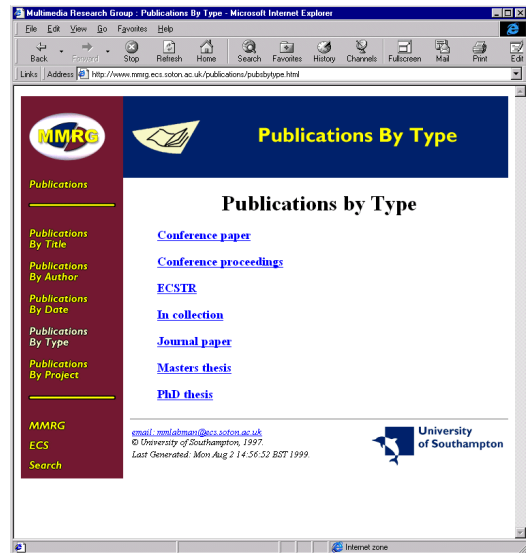 Multimedia Research Group : Publications By Type - Microsoft Internet Explorer
File Edit View Go Favorites Help
Back Forward Stop Refresh Home Search Favorites History Channels Fullscreen Mail Print Edit
Links Address http://www.mmrg.ecs.soton.ac.uk/publications/pubsbytype.html
MMRG
Publications By Type
Publications
Publications by Type
Publications
By Title
Publications
By Author
Publications
By Date
Publications
By Type
Publications
By Project
MMRG
ECS
Search
Conference paper
Conference proceedings
ECSTR
In collection
Journal paper
Masters thesis
PhD thesis
email: mmlabman@ecs.soton.ac.uk
© University of Southampton, 1997.
Last Generated: Mon Aug 2 14:56:52 BST 1999.
University
of Southampton
Internet zone